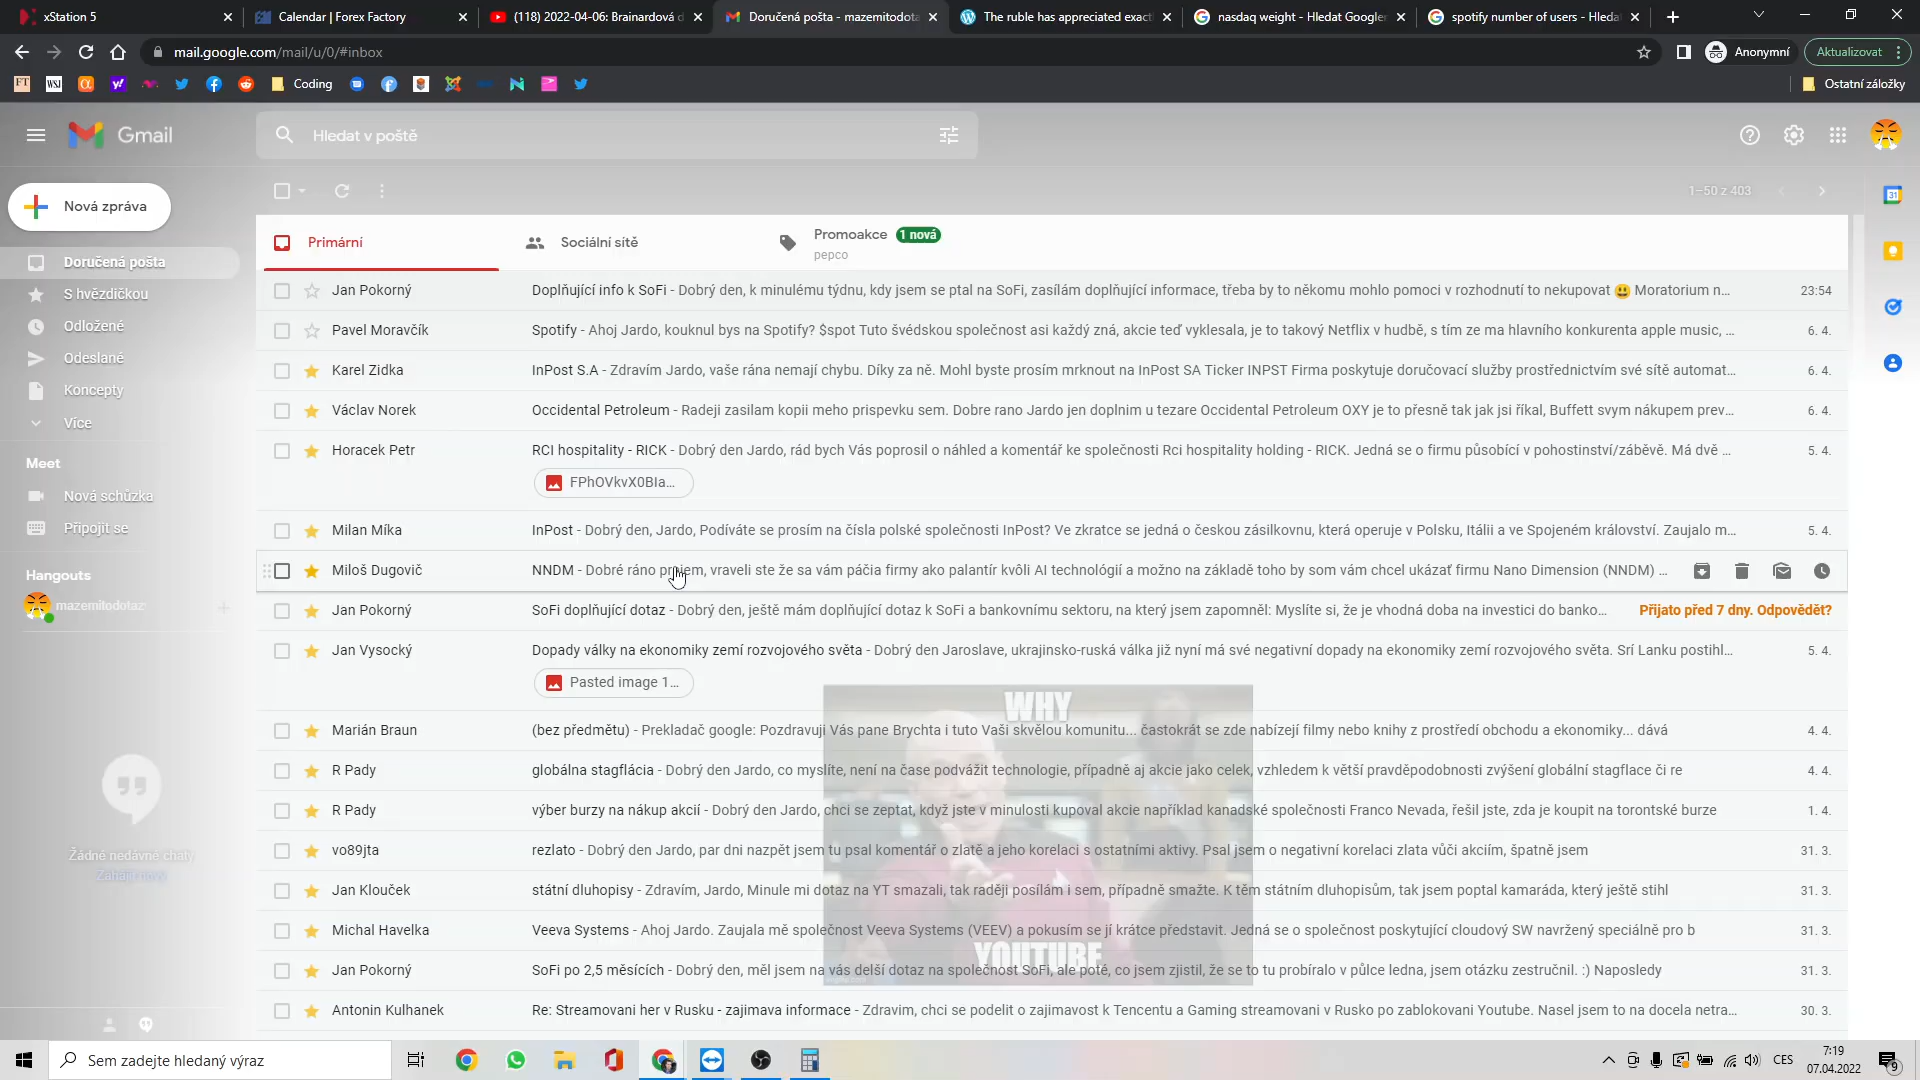 xStation 5
Calendar | Forex Factory
(118) 2022-04-06: Brainardová d
Doručená pošta - mazemitodota
The ruble has appreciated exact
nasdaq weight - Hledat Googlem
spotify number of users - Hleda
mail.google.com/mail/u/0/#inbox
Anonymní
Aktualizovat
FT
WSJ
Coding
Ostatní záložky
Gmail
Hledat v poště
Nová zpráva
1–50 z 403
Primární
Sociální sítě
Promoakce
1 nová
pepco
Doručená pošta
S hvězdičkou
Odložené
Odeslané
Koncepty
Více
Meet
Nová schůzka
Připojit se
Hangouts
mazemitodotaz
Žádné nedávné chaty
Zahájit nový
Jan Pokorný Doplňující info k SoFi - Dobrý den, k minulému týdnu, kdy jsem se ptal na SoFi, zasílám doplňující informace, třeba by to někomu mohlo pomoci v rozhodnutí to nekupovat 😃 Moratorium n... 23:54
Pavel Moravčík Spotify - Ahoj Jardo, kouknul bys na Spotify? $spot Tuto švédskou společnost asi každý zná, akcie teď vyklesala, je to takový Netflix v hudbě, s tím ze ma hlavního konkurenta apple music, ... 6. 4.
Karel Zidka InPost S.A - Zdravím Jardo, vaše rána nemají chybu. Díky za ně. Mohl byste prosím mrknout na InPost SA Ticker INPST Firma poskytuje doručovací služby prostřednictvím své sítě automat... 6. 4.
Václav Norek Occidental Petroleum - Radeji zasilam kopii meho prispevku sem. Dobre rano Jardo jen doplnim u tezare Occidental Petroleum OXY je to přesně tak jak jsi říkal, Buffett svym nákupem prev... 6. 4.
Horacek Petr RCI hospitality - RICK - Dobrý den Jardo, rád bych Vás poprosil o náhled a komentář ke společnosti Rci hospitality holding - RICK. Jedná se o firmu působící v pohostinství/záběvě. Má dvě ... 5. 4.
FPhOVkvX0BIa...
Milan Míka InPost - Dobrý den, Jardo, Podíváte se prosím na čísla polské společnosti InPost? Ve zkratce se jedná o českou zásilkovnu, která operuje v Polsku, Itálii a ve Spojeném království. Zaujalo m... 5. 4.
Miloš Dugovič NNDM - Dobré ráno prajem, vraveli ste že sa vám páčia firmy ako palantír kvôli AI technológií a možno na základě toho by som vám chcel ukázať firmu Nano Dimension (NNDM) ...
Jan Pokorný SoFi doplňující dotaz - Dobrý den, ještě mám doplňující dotaz k SoFi a bankovnímu sektoru, na který jsem zapomněl: Myslíte si, že je vhodná doba na investici do banko... Přijato před 7 dny. Odpovědět?
Jan Vysocký Dopady války na ekonomiky zemí rozvojového světa - Dobrý den Jaroslave, ukrajinsko-ruská válka již nyní má své negativní dopady na ekonomiky zemí rozvojového světa. Srí Lanku postihl... 5. 4.
Pasted image 1...
Marián Braun (bez předmětu) - Prekladač google: Pozdravuji Vás pane Brychta i tuto Vaši skvělou komunitu... častokrát se zde nabízejí filmy nebo knihy z prostředí obchodu a ekonomiky... dává 4. 4.
R Pady globálna stagflácia - Dobrý den Jardo, co myslíte, není na čase podvážit technologie, případně aj akcie jako celek, vzhledem k větší pravděpodobnosti zvýšení globální stagflace či re 4. 4.
R Pady výber burzy na nákup akcií - Dobrý den Jardo, chci se zeptat, když jste v minulosti kupoval akcie například kanadské společnosti Franco Nevada, řešil jste, zda je koupit na torontské burze 1. 4.
vo89jta rezlato - Dobrý den Jardo, par dni nazpět jsem tu psal komentář o zlatě a jeho korelaci s ostatními aktivy. Psal jsem o negativní korelaci zlata vůči akciím, špatně jsem 31. 3.
Jan Klouček státní dluhopisy - Zdravím, Jardo, Minule mi dotaz na YT smazali, tak raději posílám i sem, případně smažte. K těm státním dluhopisům, tak jsem poptal kamaráda, který ještě stihl 31. 3.
Michal Havelka Veeva Systems - Ahoj Jardo. Zaujala mě společnost Veeva Systems (VEEV) a pokusím se jí krátce představit. Jedná se o společnost poskytující cloudový SW navržený speciálně pro b 31. 3.
Jan Pokorný SoFi po 2,5 měsících - Dobrý den, měl jsem na vás delší dotaz na společnost SoFi, ale poté, co jsem zjistil, že se to tu probíralo v půlce ledna, jsem otázku zestručnil. :) Naposledy 31. 3.
Antonin Kulhanek Re: Streamovani her v Rusku - zajimava informace - Zdravim, chci se podelit o zajimavost k Tencentu a Gaming streamovani v Rusko po zablokovani Youtube. Nasel jsem to na docela netra... 30. 3.
WHY
YOUTUBE
Sem zadejte hledaný výraz
CES
7:19
07.04.2022
9